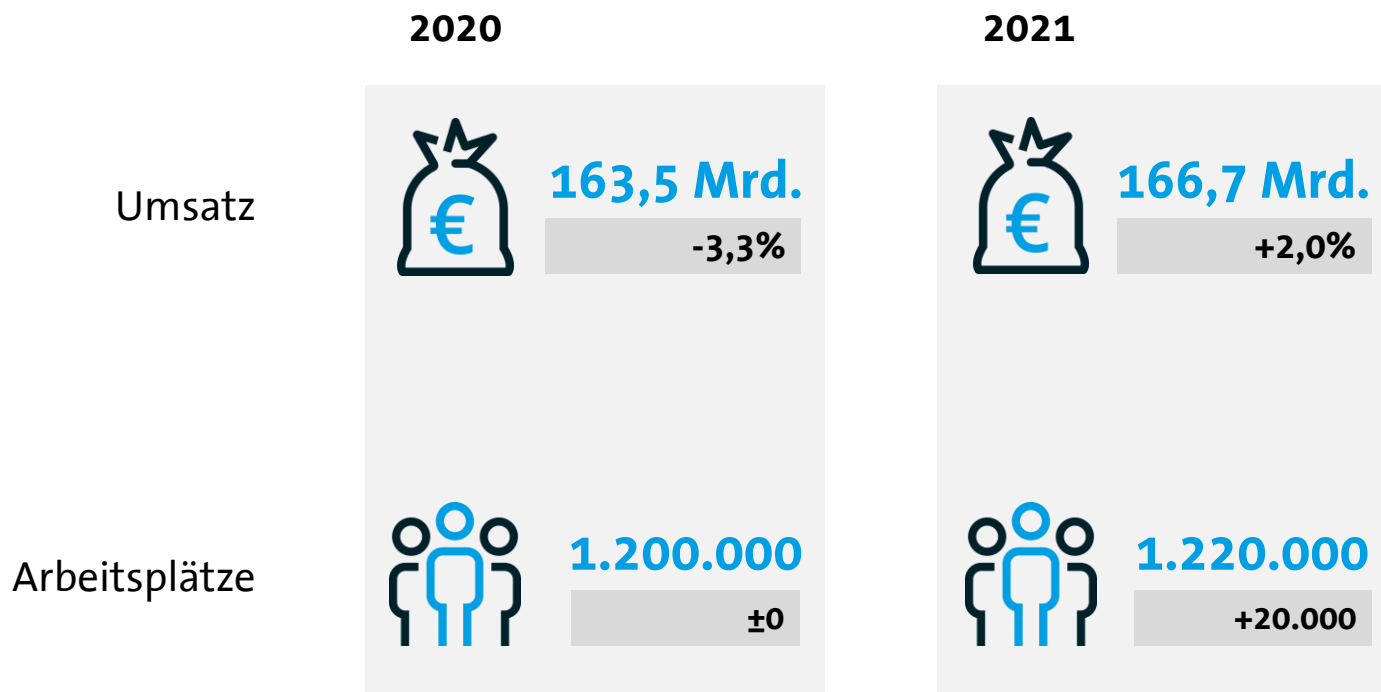 2020
2021
Umsatz
€
163,5 Mrd.
-3,3%
€
166,7 Mrd.
+2,0%
Arbeitsplätze
1.200.000
±0
1.220.000
+20.000